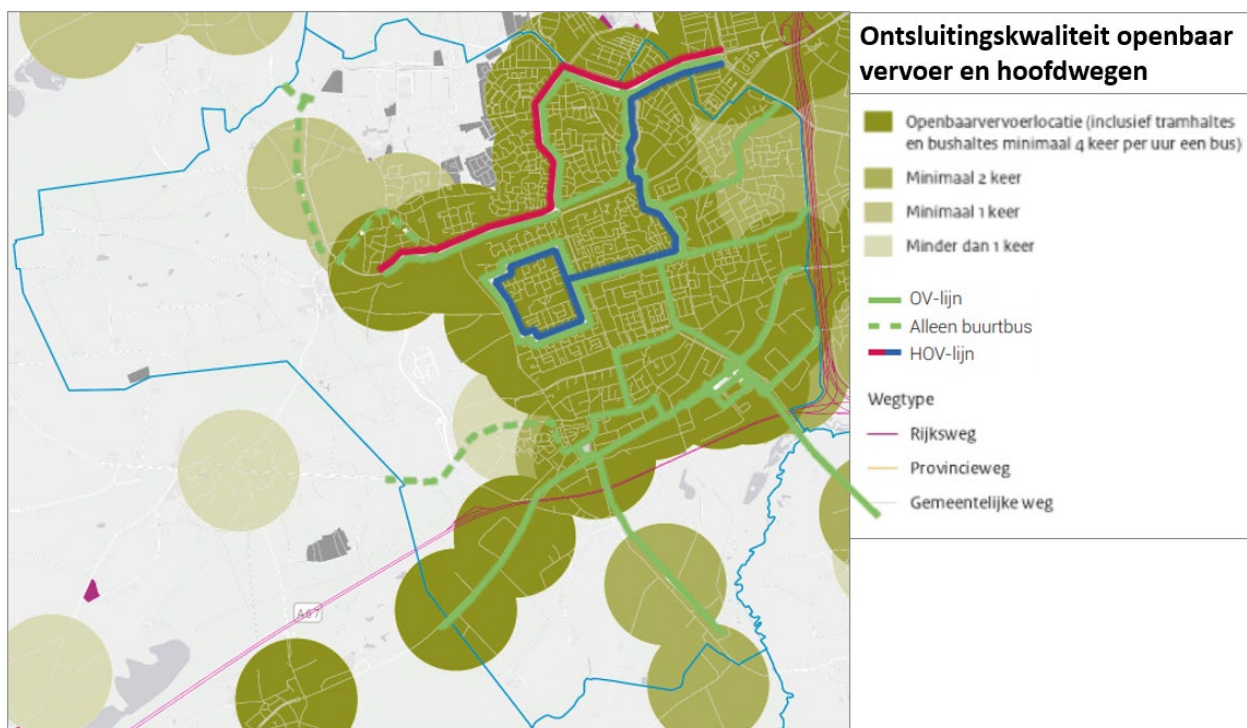 Ontsluitingskwaliteit openbaar
vervoer en hoofdwegen
Openbaarvervoerlocatie (inclusief tramhaltes
en bushaltes minimaal 4 keer per uur een bus)
Minimaal 2 keer
Minimaal 1 keer
Minder dan 1 keer
OV-lijn
Alleen buurtbus
HOV-lijn
Wegtype
Rijksweg
Provincieweg
Gemeentelijke weg
A67